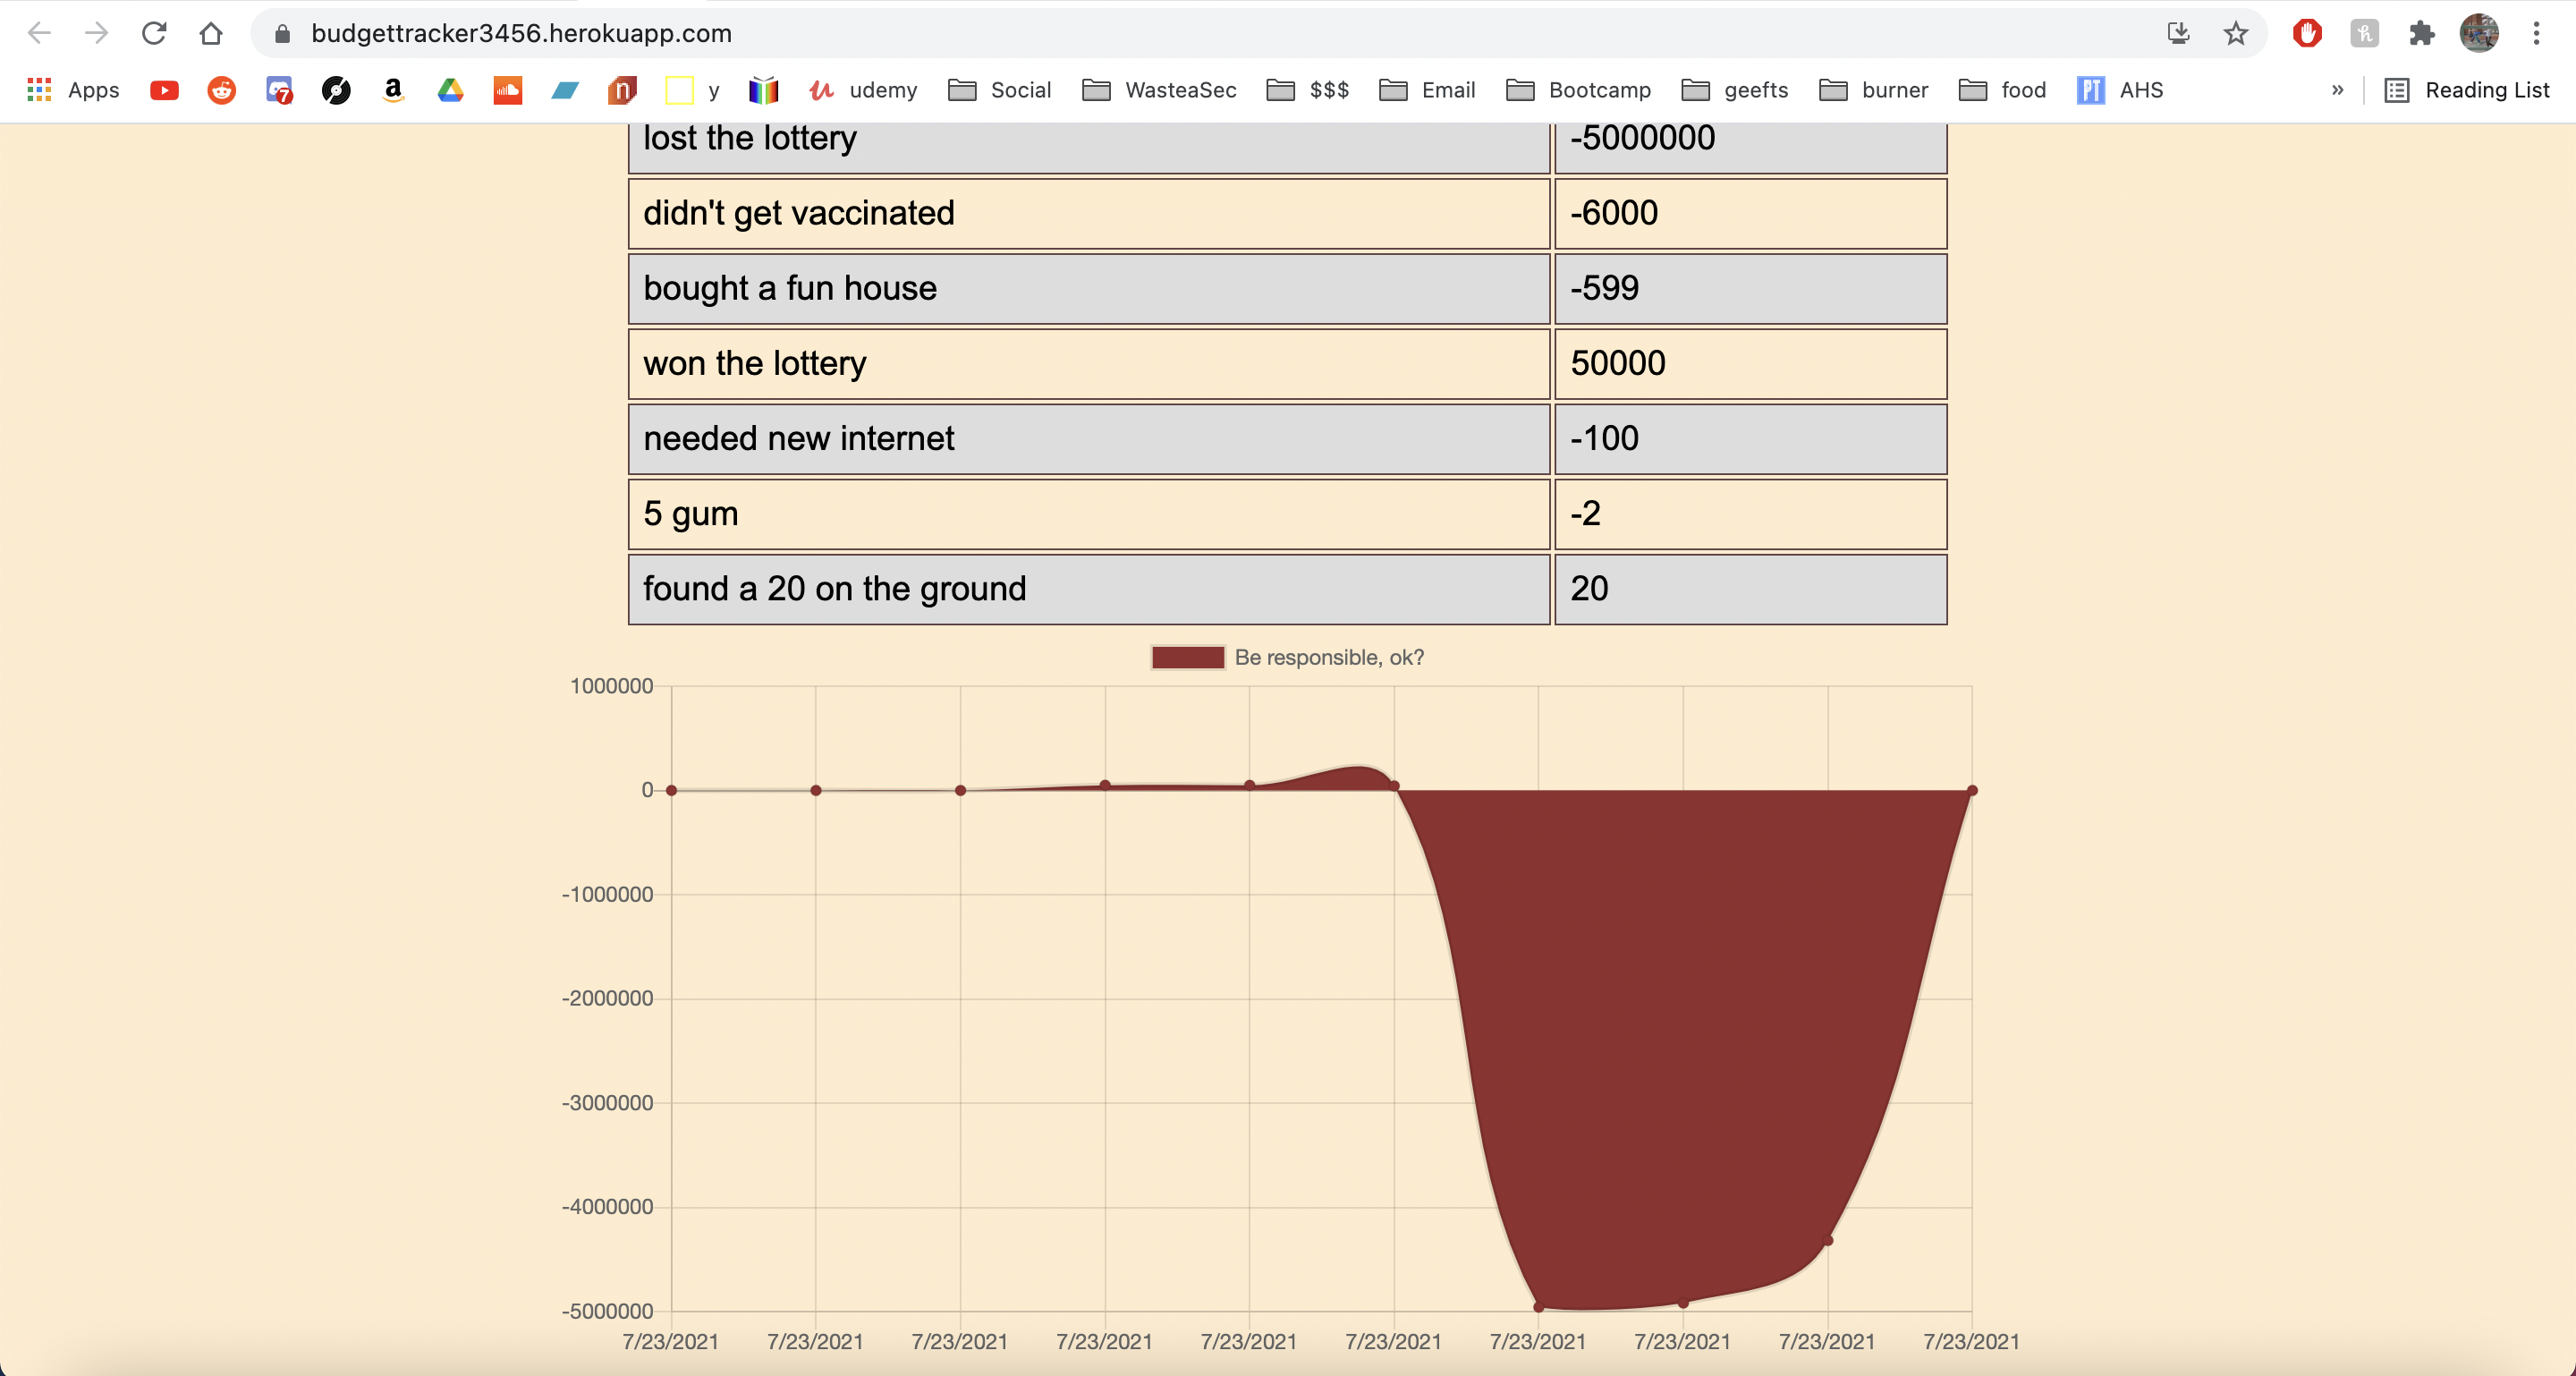 budgettracker3456.herokuapp.com
Apps 7 a n y udemy Social WasteaSec $$$ Email Bootcamp geefts burner food PT AHS » Reading List
lost the lottery -5000000
didn't get vaccinated -6000
bought a fun house -599
won the lottery 50000
needed new internet -100
5 gum -2
found a 20 on the ground 20
Be responsible, ok?
1000000
0
-1000000
-2000000
-3000000
-4000000
-5000000
7/23/2021 7/23/2021 7/23/2021 7/23/2021 7/23/2021 7/23/2021 7/23/2021 7/23/2021 7/23/2021 7/23/2021